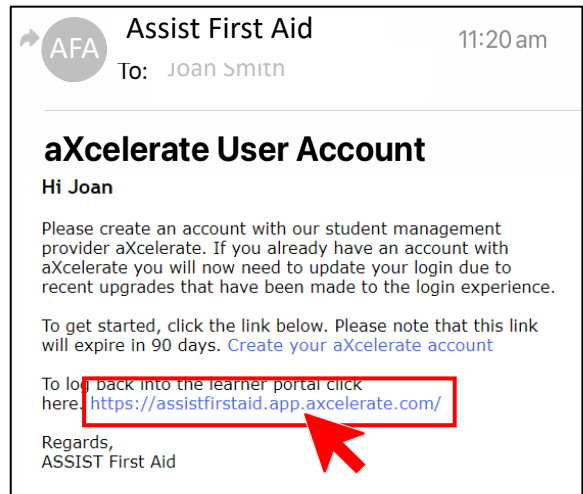 AFA
Assist First Aid
11:20 am
To: Joan Smith
aXcelerate User Account
Hi Joan
Please create an account with our student management
provider aXcelerate. If you already have an account with
aXcelerate you will now need to update your login due to
recent upgrades that have been made to the login experience.
To get started, click the link below. Please note that this link
will expire in 90 days. Create your aXcelerate account
To log back into the learner portal click
here. https://assistfirstaid.app.axcelerate.com/
Regards,
ASSIST First Aid